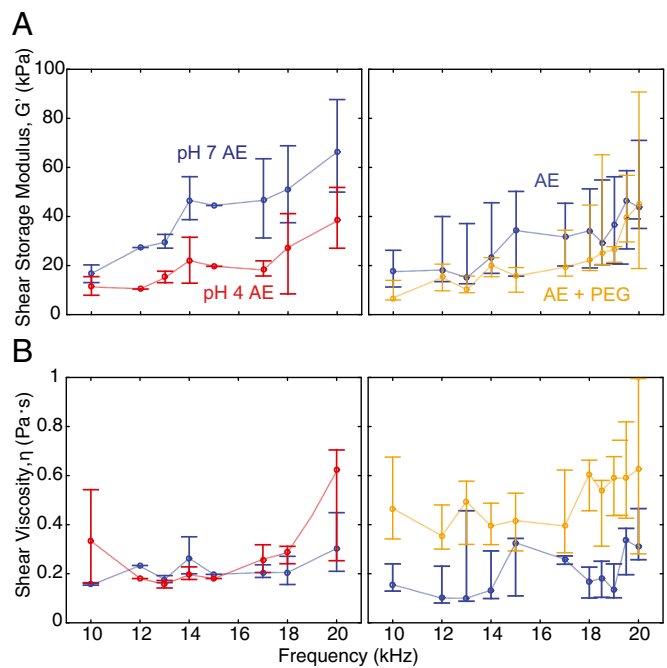 A
Shear Storage Modulus, G' (kPa)
100
80
60
40
20
0
pH 7 AE
pH 4 AE
AE
AE + PEG
B
Shear Viscosity, η (Pa·s)
1
0.8
0.6
0.4
0.2
0
10 12 14 16 18 20
10 12 14 16 18 20
Frequency (kHz)